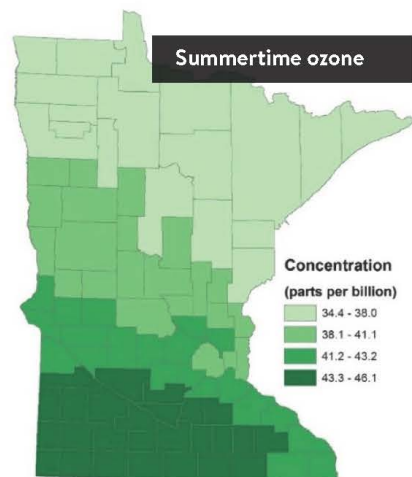 Summertime ozone
Concentration
(parts per billion)
34.4 - 38.0
38.1 - 41.1
41.2 - 43.2
43.3 - 46.1